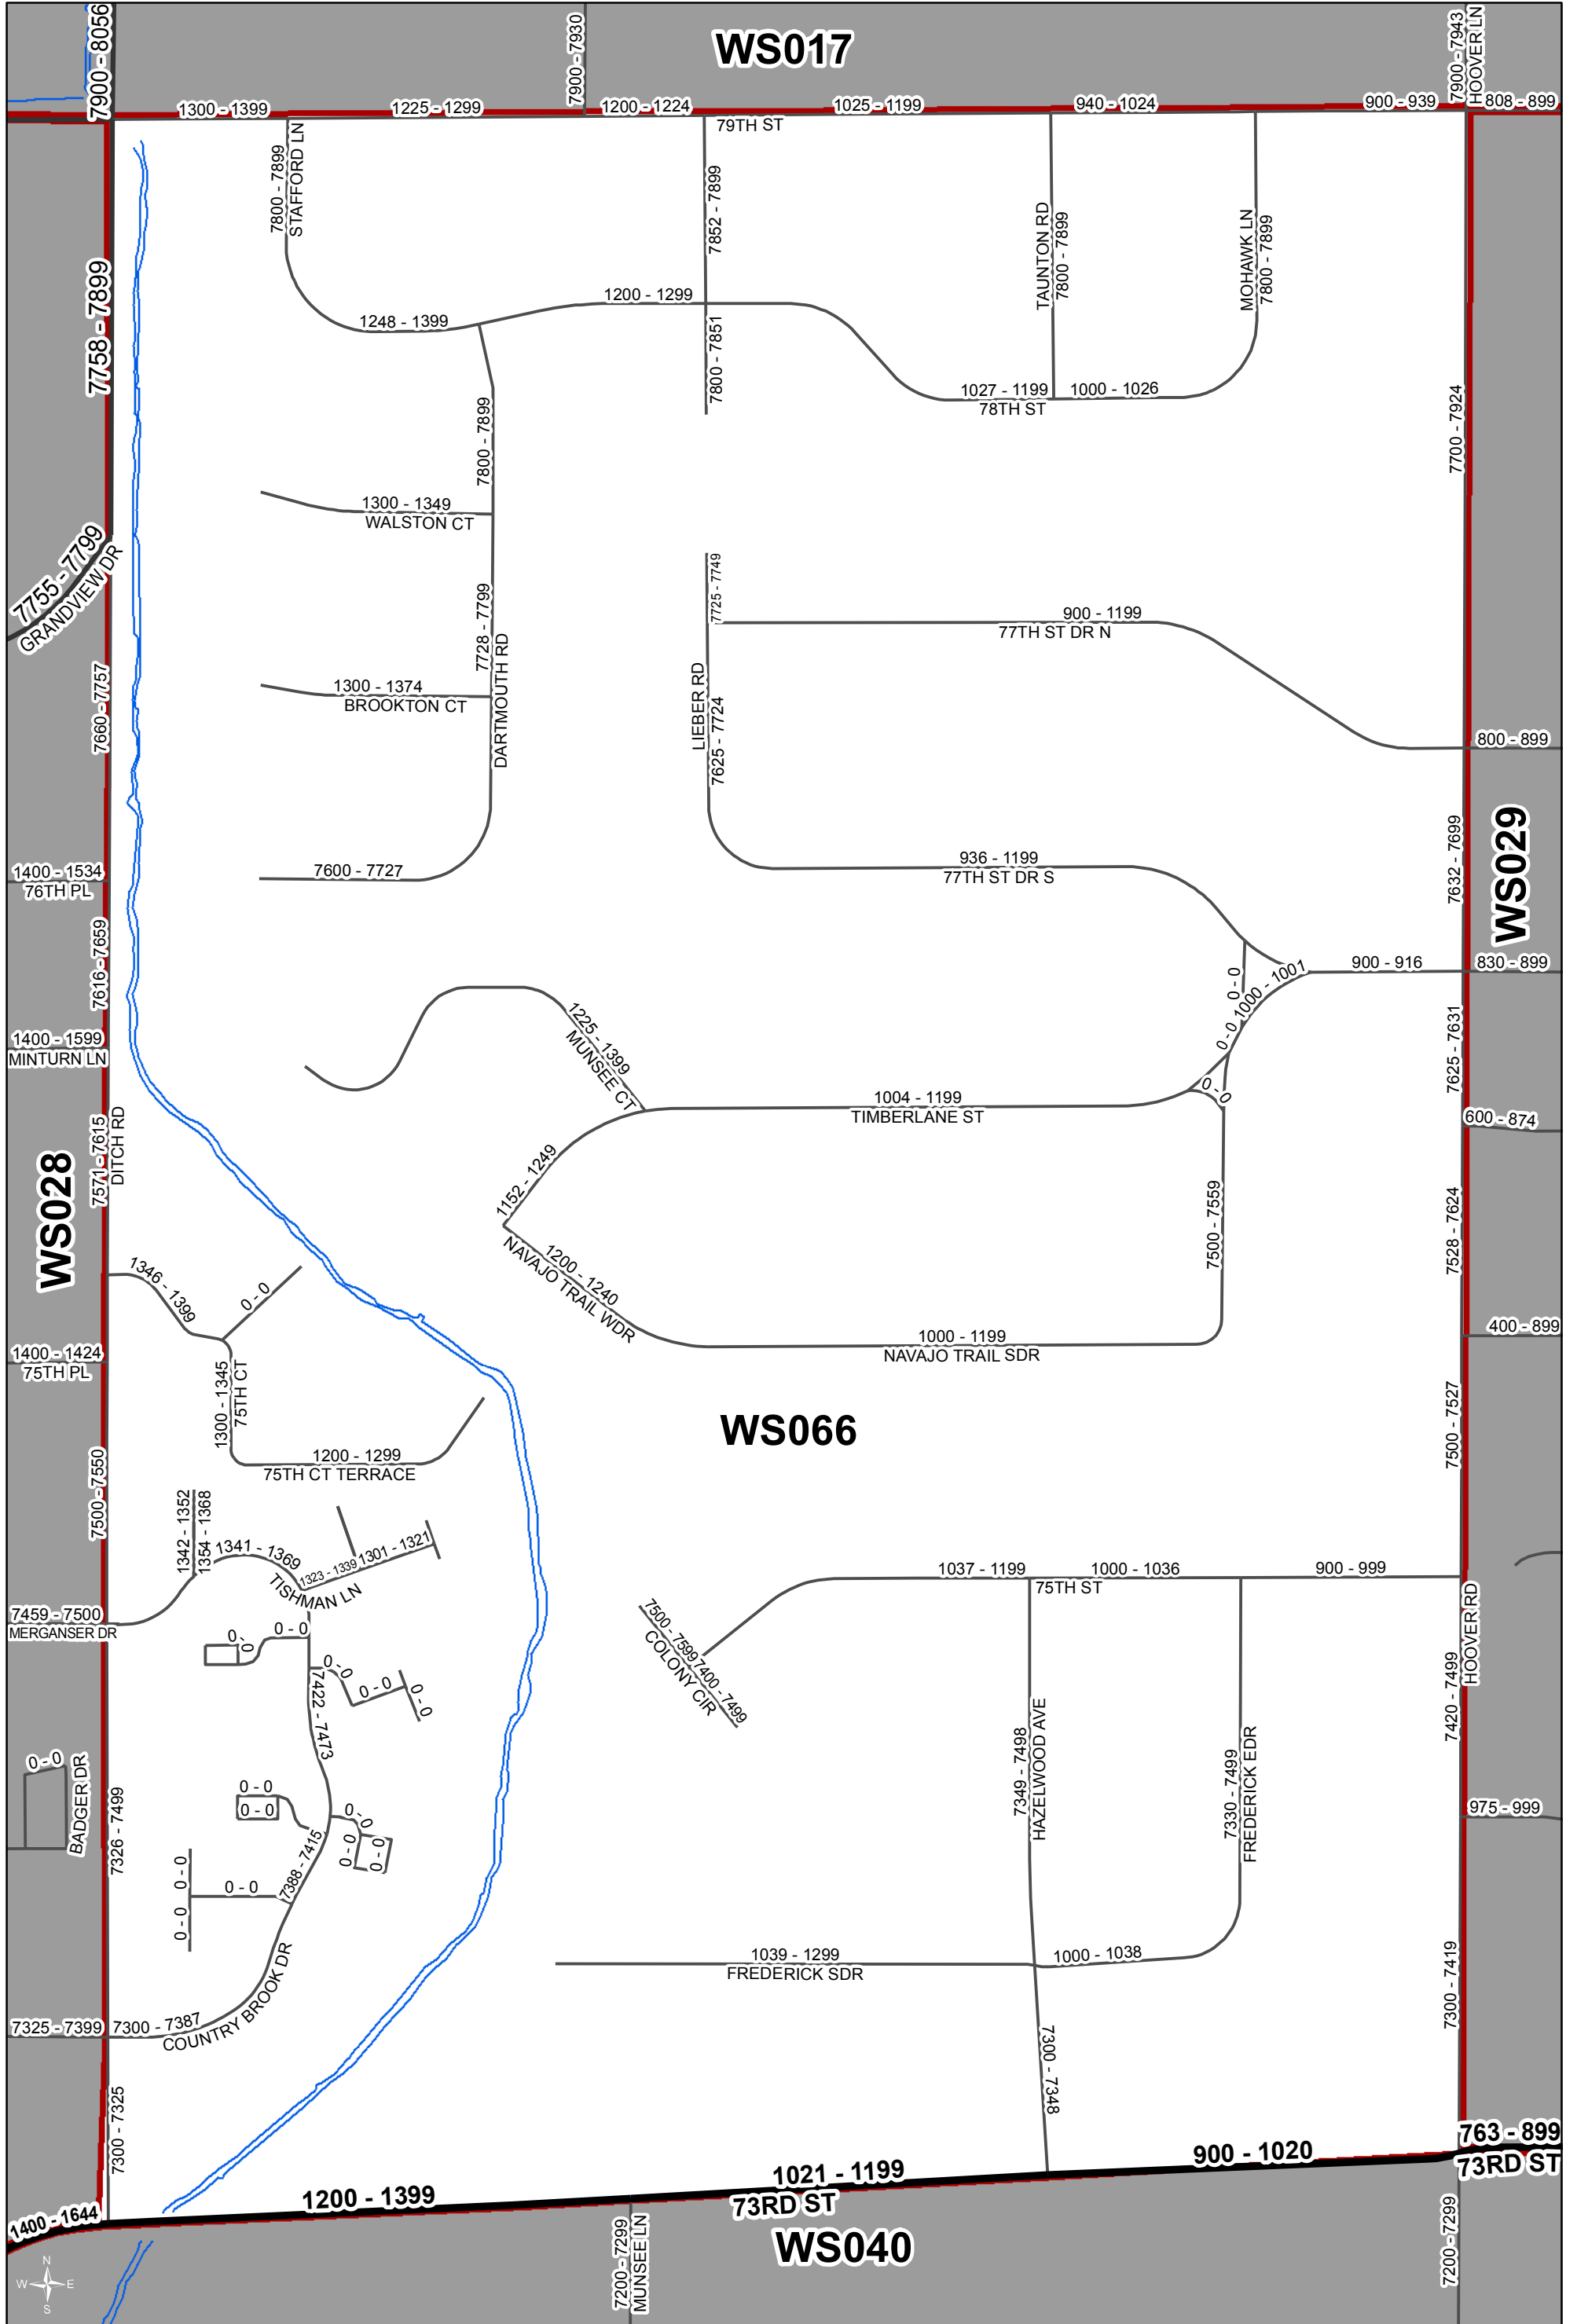 WS017
7900 - 8056
7900 - 7930
7900 - 7943
HOOVER LN
1300 - 1399
1225 - 1299
1200 - 1224
1025 - 1199
940 - 1024
900 - 939
808 - 899
79TH ST
7800 - 7899
STAFFORD LN
7852 - 7899
TAUNTON RD
7800 - 7899
MOHAWK LN
7800 - 7899
7758 - 7899
1248 - 1399
1200 - 1299
7800 - 7851
1027 - 1199
78TH ST
1000 - 1026
7700 - 7924
7800 - 7899
1300 - 1349
WALSTON CT
7755 - 7799
GRANDVIEW DR
7725 - 7749
900 - 1199
77TH ST DR N
7728 - 7799
DARTMOUTH RD
7660 - 7757
1300 - 1374
BROOKTON CT
LIEBER RD
7625 - 7724
800 - 899
7632 - 7699
WS029
1400 - 1534
76TH PL
7600 - 7727
936 - 1199
77TH ST DR S
7616 - 7659
0 - 0
1000 - 1001
900 - 916
830 - 899
1400 - 1599
MINTURN LN
1225 - 1399
MUNSEE CT
0 - 0
7625 - 7631
0 - 0
1004 - 1199
TIMBERLANE ST
600 - 874
7571 - 7615
DITCH RD
WS028
1152 - 1249
7500 - 7559
7528 - 7624
1346 - 1399
0 - 0
1200 - 1240
NAVAJO TRAIL WDR
1000 - 1199
NAVAJO TRAIL SDR
400 - 899
1400 - 1424
75TH PL
1300 - 1345
75TH CT
WS066
7500 - 7527
1200 - 1299
75TH CT TERRACE
7500 - 7550
1342 - 1352
1354 - 1368
1341 - 1369
1323 - 1339
1301 - 1321
TISHMAN LN
1037 - 1199
1000 - 1036
900 - 999
75TH ST
7459 - 7500
MERGANSER DR
0 - 0
0 - 0
7500 - 7599
7400 - 7499
COLONY CIR
HOOVER RD
7420 - 7499
0 - 0
0 - 0
0 - 0
7422 - 7473
HAZELWOOD AVE
7349 - 7498
7330 - 7499
FREDERICK EDR
0 - 0
BADGER DR
7326 - 7499
0 - 0
0 - 0
0 - 0
0 - 0
0 - 0
975 - 999
7388 - 7415
0 - 0
0 - 0
0 - 0
COUNTRY BROOK DR
1039 - 1299
FREDERICK SDR
1000 - 1038
7300 - 7419
7325 - 7399
7300 - 7387
7300 - 7348
7300 - 7325
763 - 899
73RD ST
900 - 1020
1021 - 1199
73RD ST
1200 - 1399
1400 - 1644
WS040
7200 - 7299
MUNSEE LN
7200 - 7299
N
W
E
S